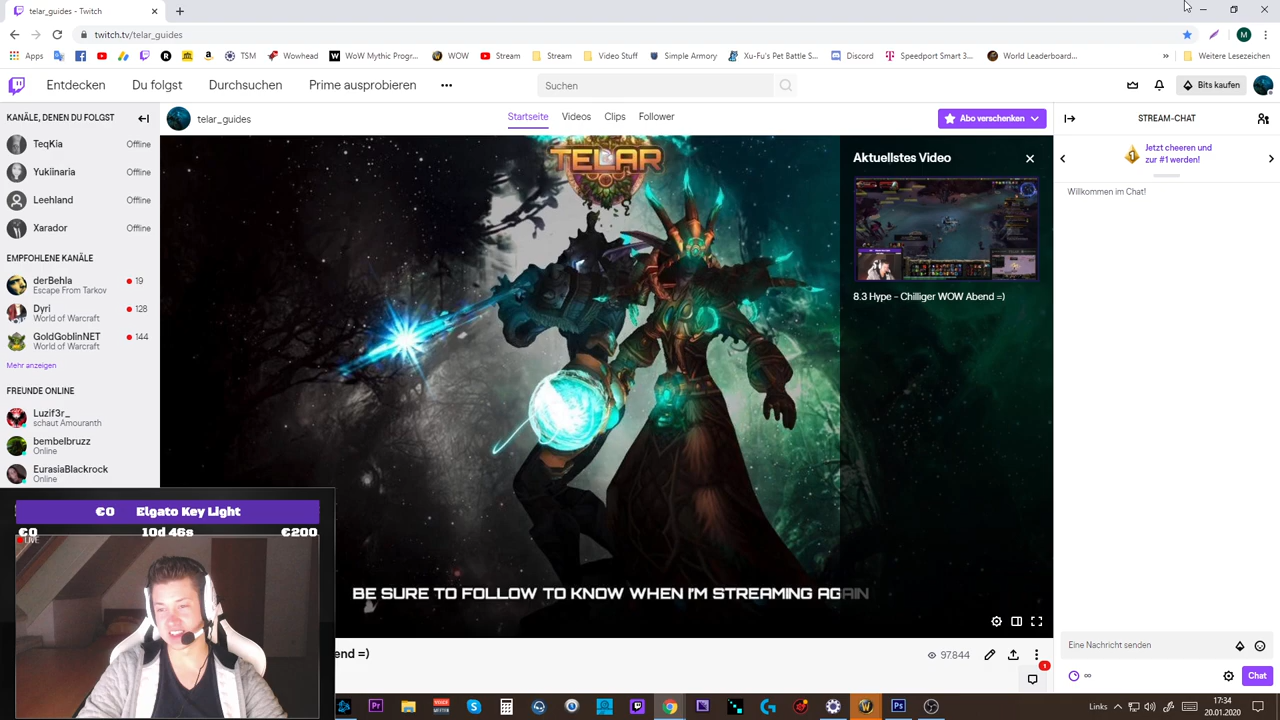 telar_guides - Twitch
twitch.tv/telar_guides
Apps
TSM
Wowhead
WoW Mythic Progr...
WOW
Stream
Stream
Video Stuff
Simple Armory
Xu-Fu's Pet Battle S...
Discord
Speedport Smart 3...
World Leaderboard...
»
Weitere Lesezeichen
M
Entdecken
Du folgst
Durchsuchen
Prime ausprobieren
Suchen
Bits kaufen
KANÄLE, DENEN DU FOLGST
TeqKia
Offline
Yukiinaria
Offline
Leehland
Offline
Xarador
Offline
EMPFOHLENE KANÄLE
derBehla
19
Escape From Tarkov
Dyri
128
World of Warcraft
GoldGoblinNET
144
World of Warcraft
Mehr anzeigen
FREUNDE ONLINE
Luzif3r_
schaut Amouranth
bembelbruzz
Online
EurasiaBlackrock
Online
€0 Elgato Key Light
€0 10d 46s €200
LIVE
telar_guides
Startseite
Videos
Clips
Follower
Abo verschenken
TELAR
Aktuellstes Video
8.3 Hype - Chilliger WOW Abend =)
BE SURE TO FOLLOW TO KNOW WHEN I'M STREAMING AGAIN
end =)
97.844
STREAM-CHAT
1
Jetzt cheeren und
zur #1 werden!
Willkommen im Chat!
Eine Nachricht senden
∞
Chat
1
Pr
Ps
W
Links
17:34
20.01.2020